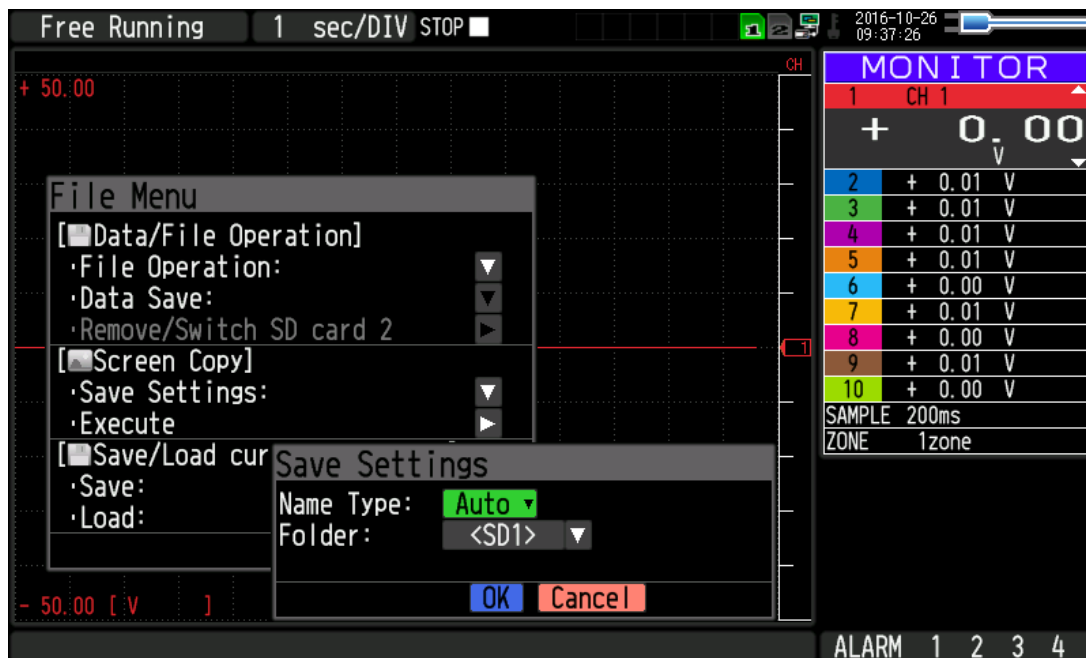 Free Running 1 sec/DIV STOP 1 2 2016-10-26
09:37:26
CH
+ 50.00
MONITOR
1 CH 1
+ 0.00
V
2 + 0.01 V
3 + 0.01 V
4 + 0.01 V
5 + 0.01 V
6 + 0.00 V
7 + 0.01 V
8 + 0.00 V
9 + 0.01 V
10 + 0.00 V
SAMPLE 200ms
ZONE 1zone
File Menu
[Data/File Operation]
·File Operation:
·Data Save:
·Remove/Switch SD card 2
1
[Screen Copy]
·Save Settings:
·Execute
[Save/Load cur
·Save:
·Load:
Save Settings
Name Type: Auto
Folder: <SD1>
OK Cancel
- 50.00 [ V ]
ALARM 1 2 3 4